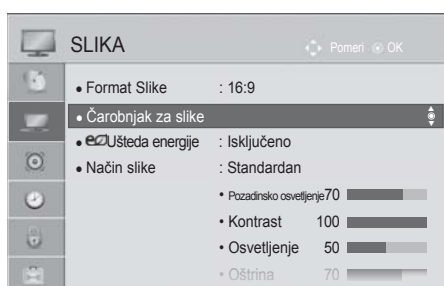 SLIKA
Pomeri OK
• Format Slike : 16:9
• Čarobnjak za slike
• eco Ušteda energije : Isključeno
• Način slike : Standardan
• Pozadinsko osvetljenje 70
• Kontrast 100
• Osvetljenje 50
• Oštrina 70